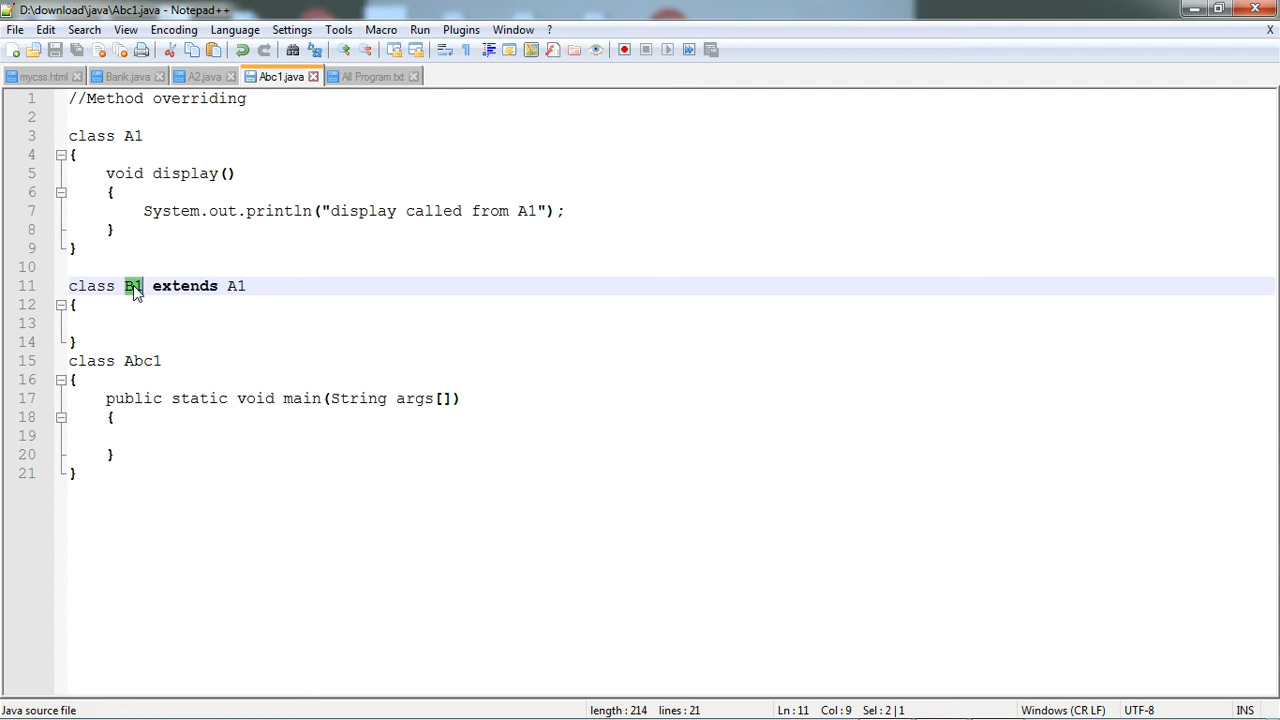 D:\download\java\Abc1.java - Notepad++
File Edit Search View Encoding Language Settings Tools Macro Run Plugins Window ? X
mycss.html Bank.java A2.java Abc1.java All Program.txt
1 //Method overriding
2
3 class A1
4 {
5 void display()
6 {
7 System.out.println("display called from A1");
8 }
9 }
10
11 class B1 extends A1
12 {
13
14 }
15 class Abc1
16 {
17 public static void main(String args[])
18 {
19
20 }
21 }
Java source file length : 214 lines : 21 Ln : 11 Col : 9 Sel : 2 | 1 Windows (CR LF) UTF-8 INS